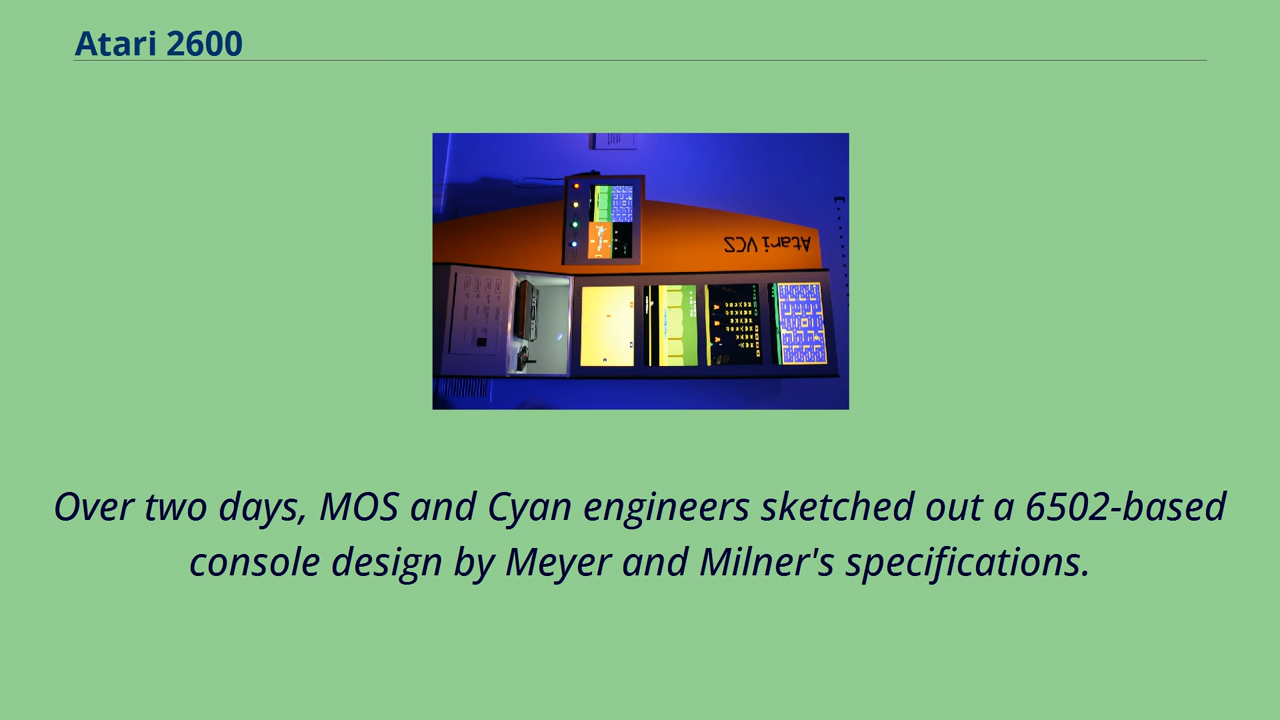 Atari 2600
Atari VCS
Over two days, MOS and Cyan engineers sketched out a 6502-based
console design by Meyer and Milner's specifications.